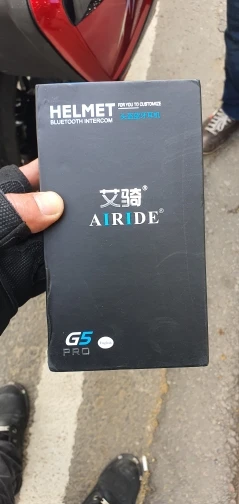 HELMET
BLUETOOTH INTERCOM
FOR YOU TO CUSTOMIZE
艾骑®
AIRIDE®
G5
PRO